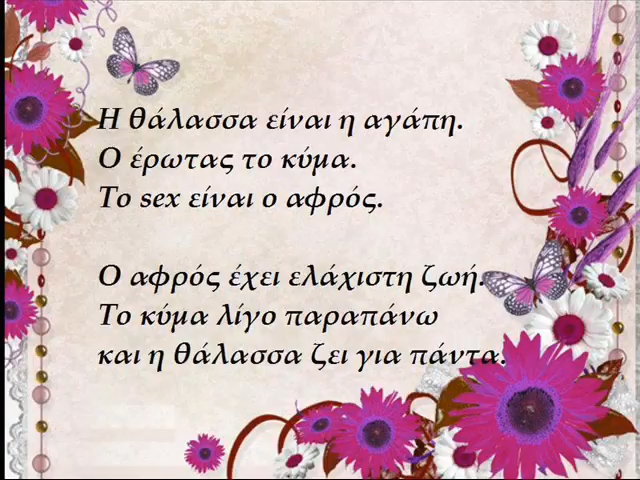 Η θάλασσα είναι η αγάπη.
Ο έρωτας το κύμα.
Το sex είναι ο αφρός.
Ο αφρός έχει ελάχιστη ζωή.
Το κύμα λίγο παραπάνω
και η θάλασσα ζει για πάντα.